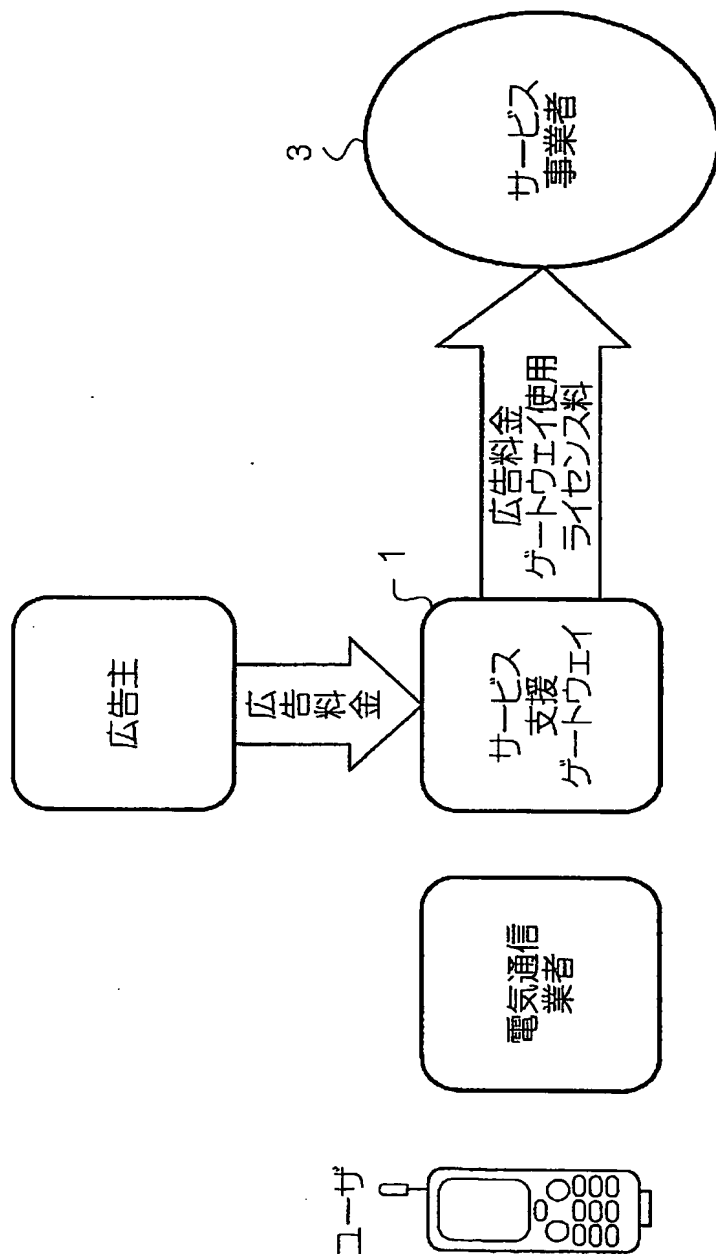 広告主
広告料金
ユーザ
電気通信
業者
サービス
支援
ゲートウェイ
1
広告料金
ゲートウェイ使用
ライセンス料
サービス
事業者
3